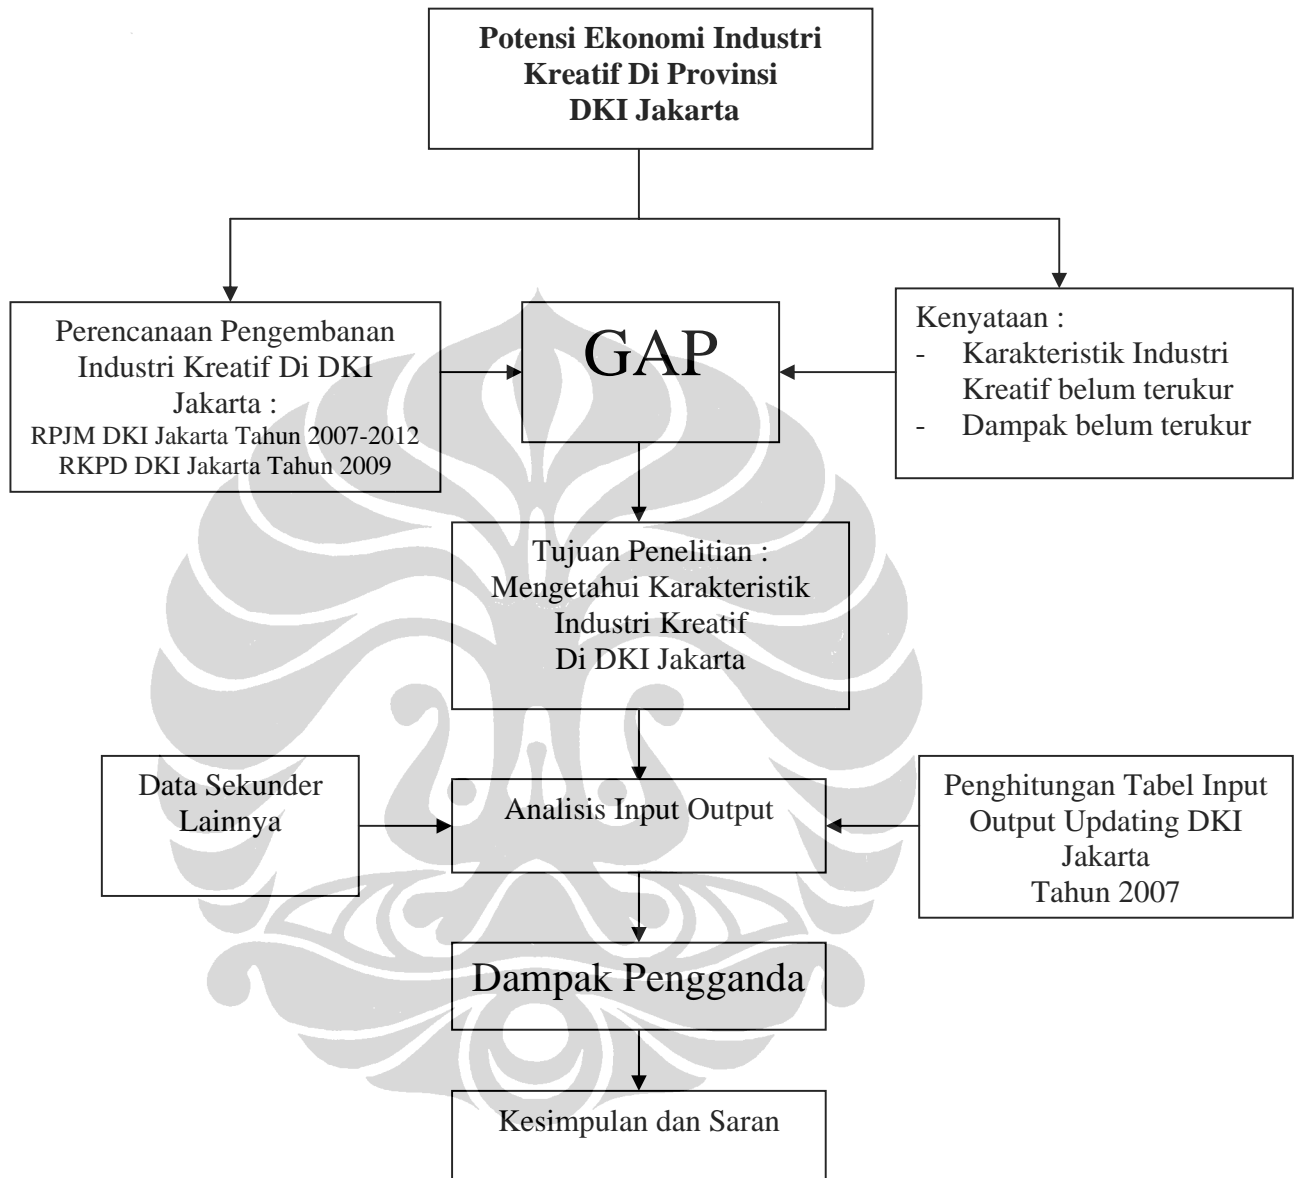 Potensi Ekonomi Industri
Kreatif Di Provinsi
DKI Jakarta
Perencanaan Pengembanan
Industri Kreatif Di DKI
Jakarta :
RPJM DKI Jakarta Tahun 2007-2012
RKPD DKI Jakarta Tahun 2009
GAP
Kenyataan :
- Karakteristik Industri
Kreatif belum terukur
- Dampak belum terukur
Tujuan Penelitian :
Mengetahui Karakteristik
Industri Kreatif
Di DKI Jakarta
Data Sekunder
Lainnya
Analisis Input Output
Penghitungan Tabel Input
Output Updating DKI
Jakarta
Tahun 2007
Dampak Pengganda
Kesimpulan dan Saran